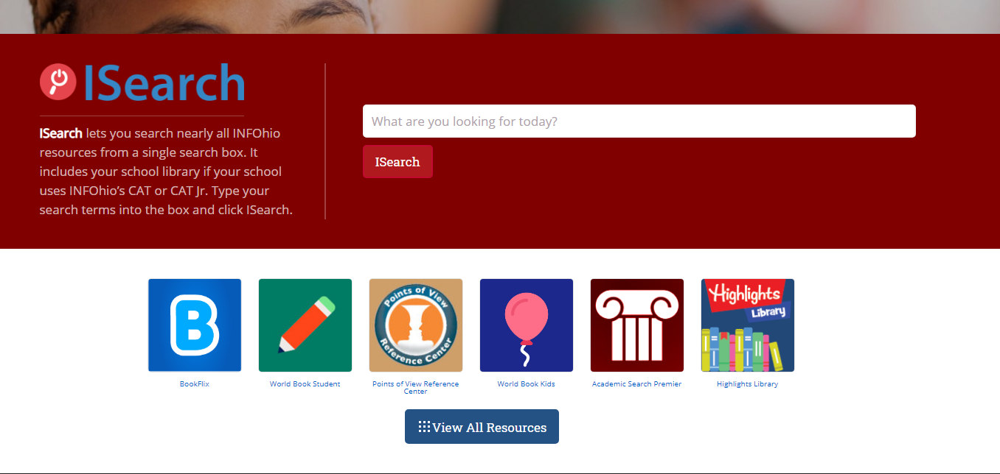 ISearch
ISearch lets you search nearly all INFOhio
resources from a single search box. It
includes your school library if your school
uses INFOhio’s CAT or CAT Jr. Type your
search terms into the box and click ISearch.
What are you looking for today?
ISearch
B
Points of View
Reference Center
Highlights
Library
BookFlix
World Book Student
Points of View Reference
Center
World Book Kids
Academic Search Premier
Highlights Library
View All Resources